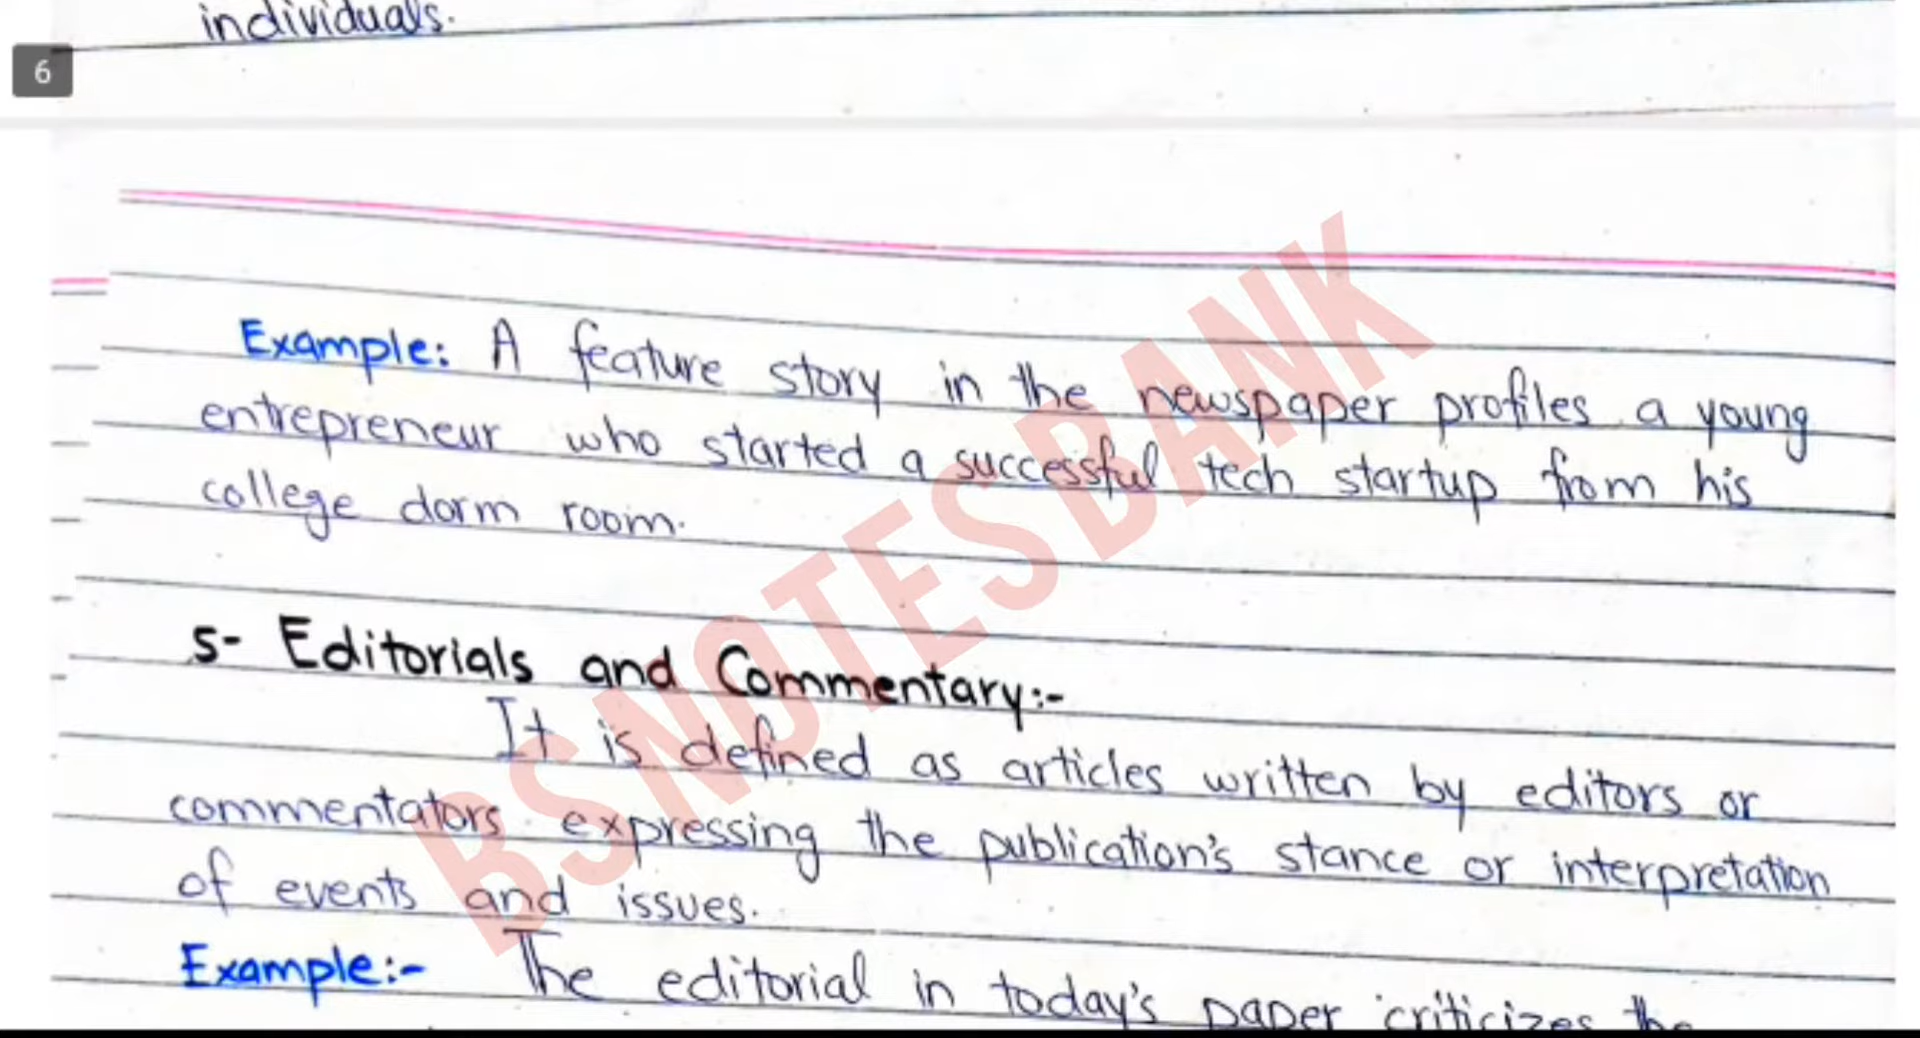 individuals.
6
Example: A feature story in the newspaper profiles a young
entrepreneur who started a successful tech startup from his
college dorm room.
5- Editorials and Commentary:-
It is defined as articles written by editors or
commentators expressing the publication's stance or interpretation
of events and issues.
Example:- The editorial in today's paper criticizes the
BSNOTESBANK